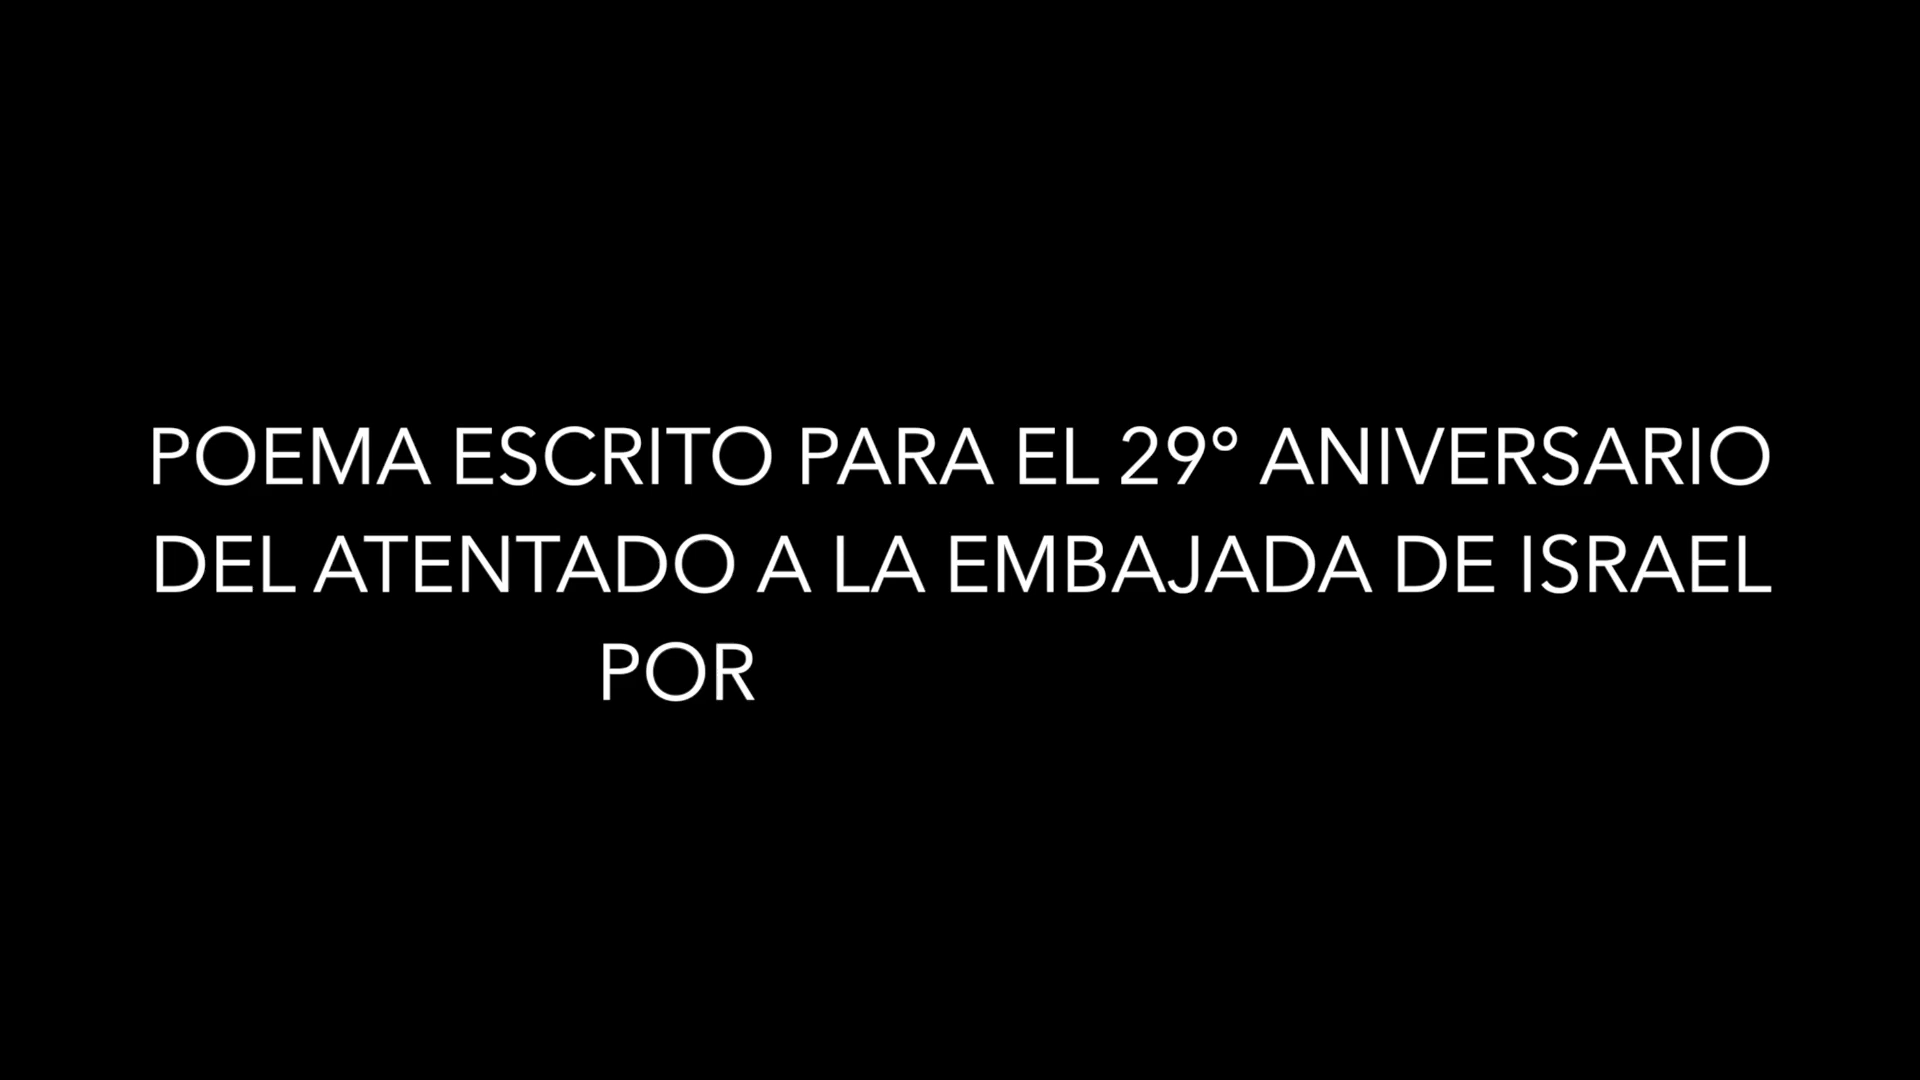 POEMA ESCRITO PARA EL 29° ANIVERSARIO
DEL ATENTADO A LA EMBAJADA DE ISRAEL
POR